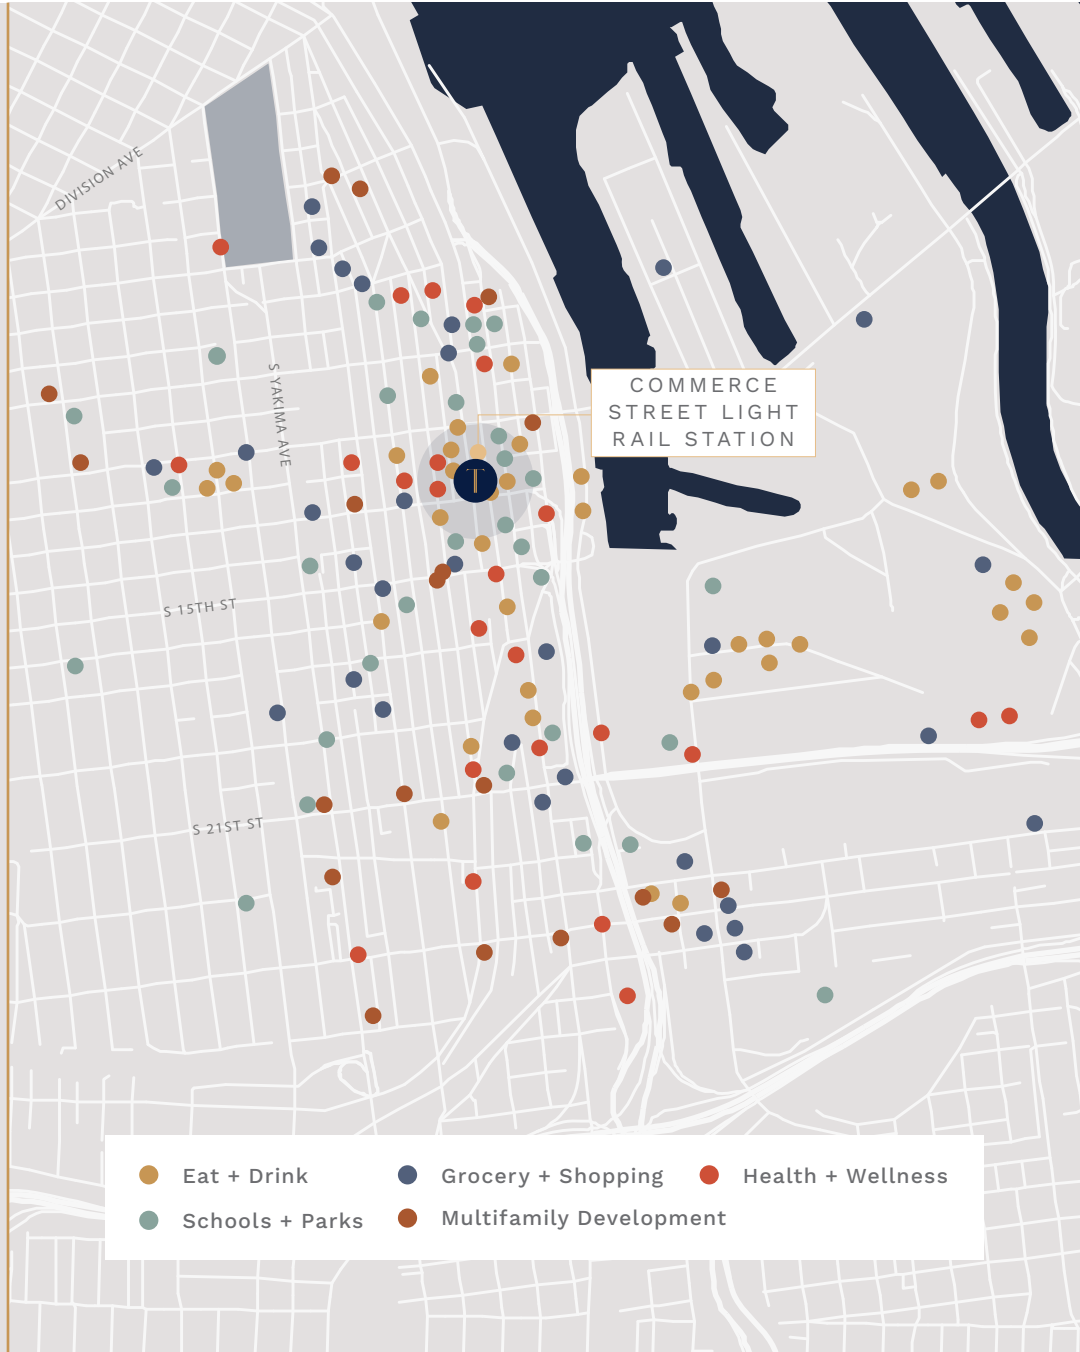 DIVISION AVE
S YAKIMA AVE
COMMERCE
STREET LIGHT
RAIL STATION
T
S 15TH ST
S 21ST ST
Eat + Drink
Grocery + Shopping
Health + Wellness
Schools + Parks
Multifamily Development